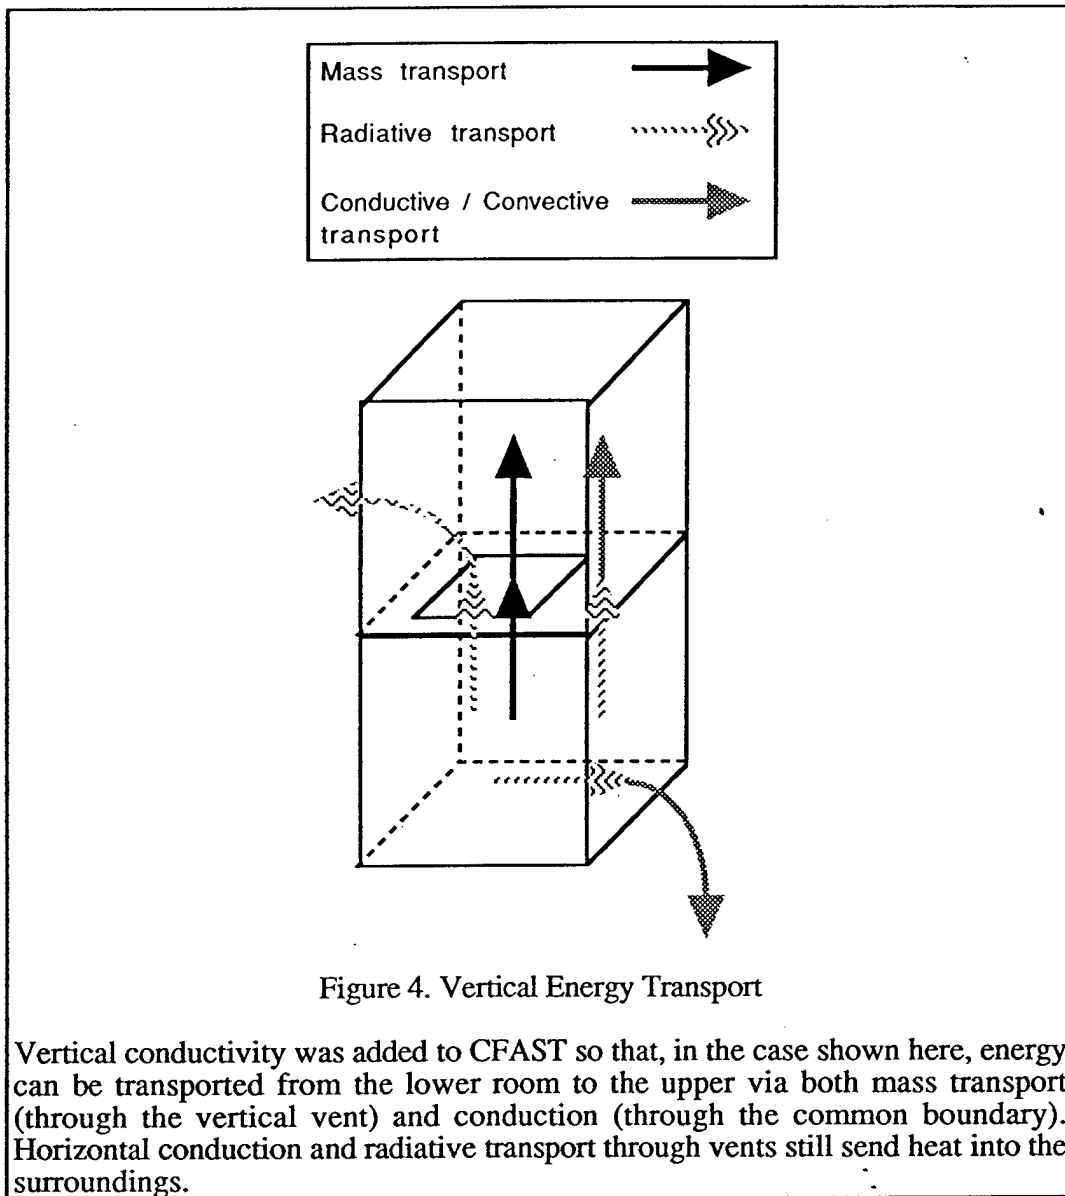 Mass transport
Radiative transport
Conductive / Convective
transport
Figure 4. Vertical Energy Transport
Vertical conductivity was added to CFAST so that, in the case shown here, energy
can be transported from the lower room to the upper via both mass transport
(through the vertical vent) and conduction (through the common boundary).
Horizontal conduction and radiative transport through vents still send heat into the
surroundings.